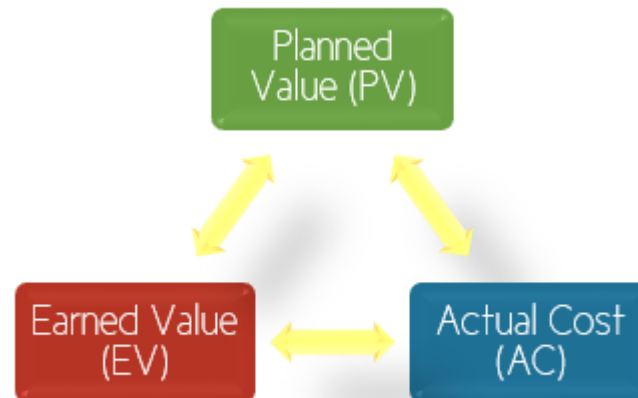 Planned
Value (PV)
Earned Value
(EV)
Actual Cost
(AC)